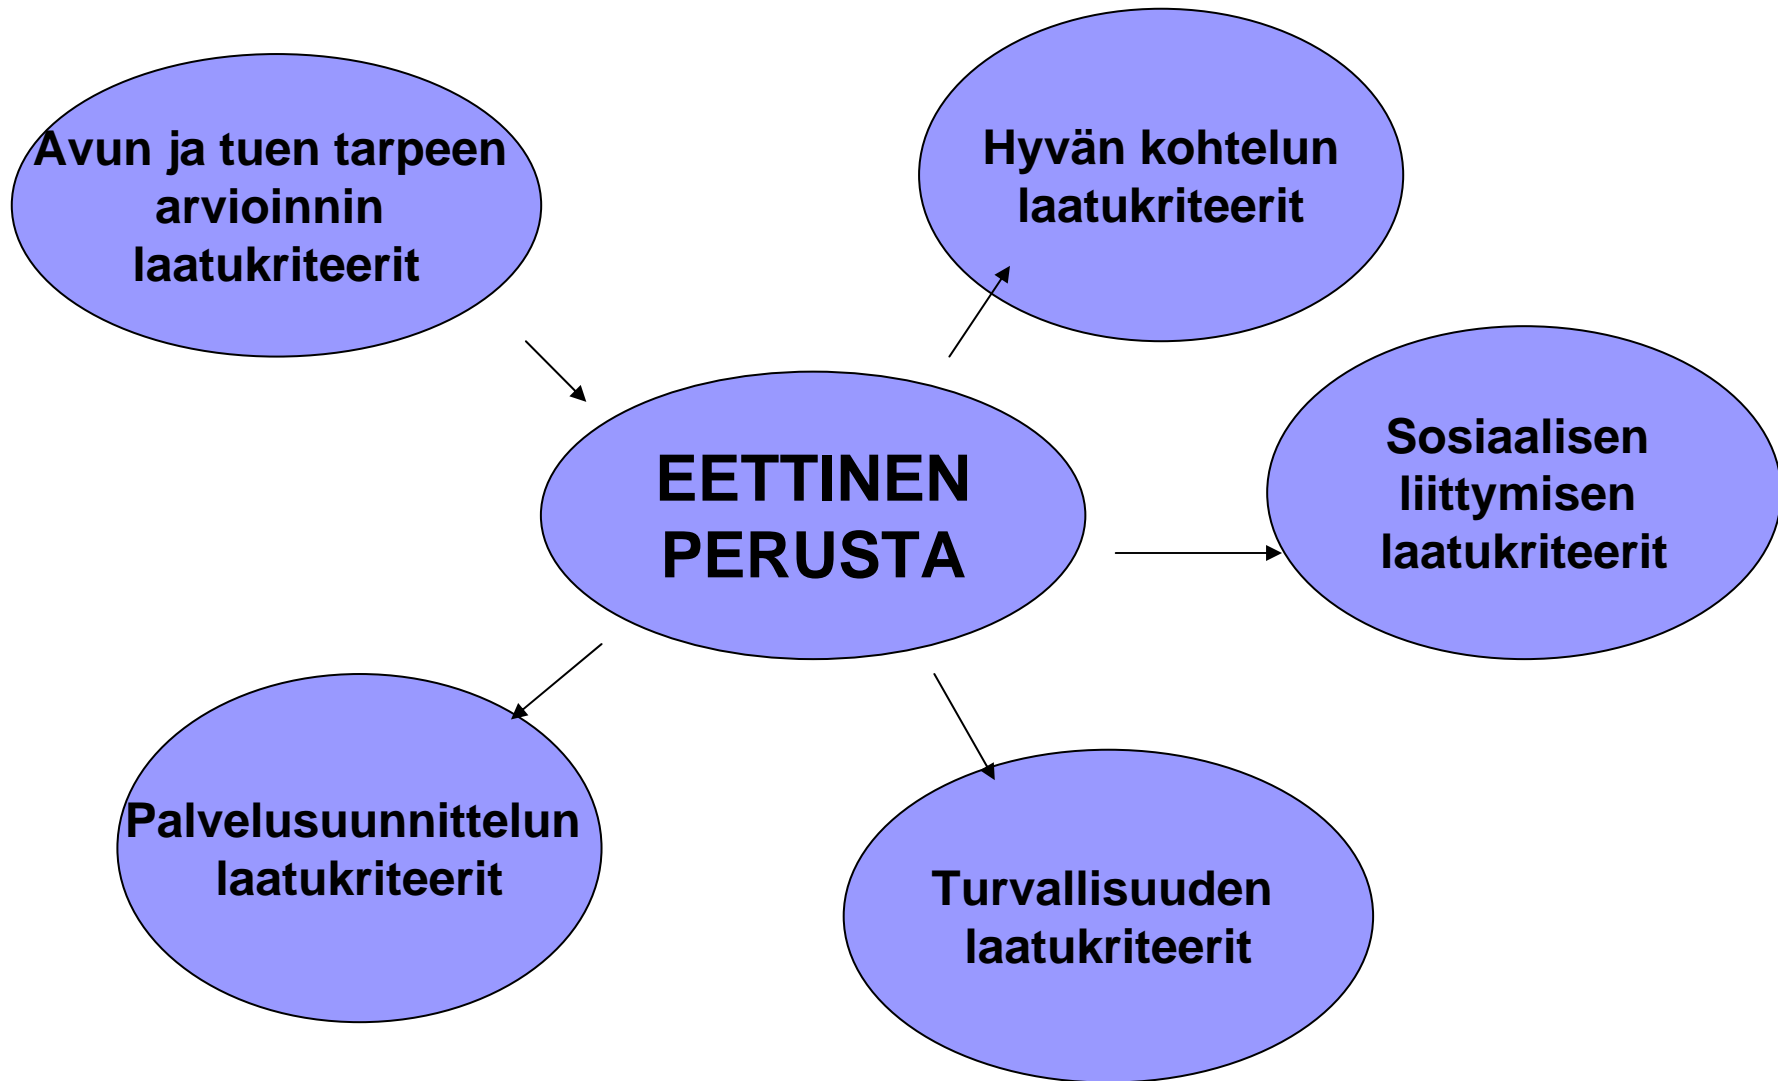 Avun ja tuen tarpeen
arvioinnin
laatukriteerit
Hyvän kohtelun
laatukriteerit
EETTINEN
PERUSTA
Sosiaalisen
liittymisen
laatukriteerit
Palvelusuunnittelun
laatukriteerit
Turvallisuuden
laatukriteerit